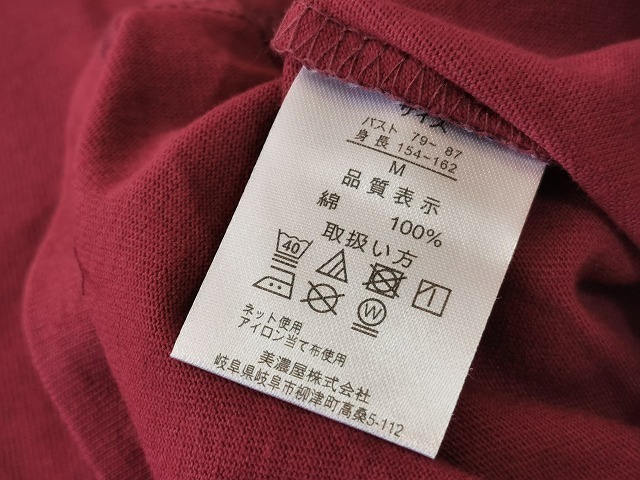 サイズ
バスト 79~ 87
身長 154-162
M
品質表示
綿 100%
取扱い方
40
W
ネット使用
アイロン当て布使用
美濃屋株式会社
岐阜県岐阜市柳津町高桑5-112